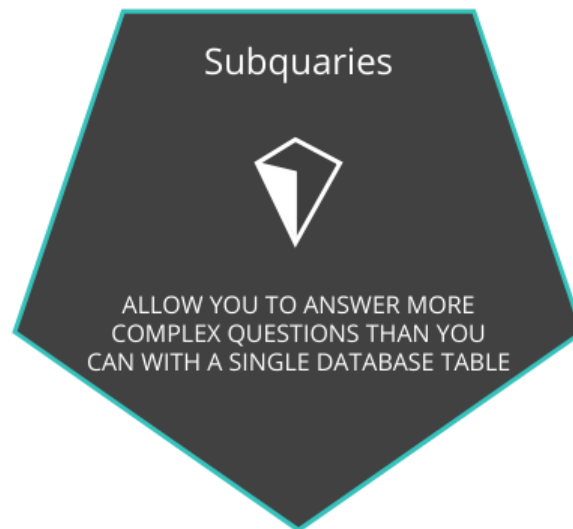 Subquaries
ALLOW YOU TO ANSWER MORE
COMPLEX QUESTIONS THAN YOU
CAN WITH A SINGLE DATABASE TABLE